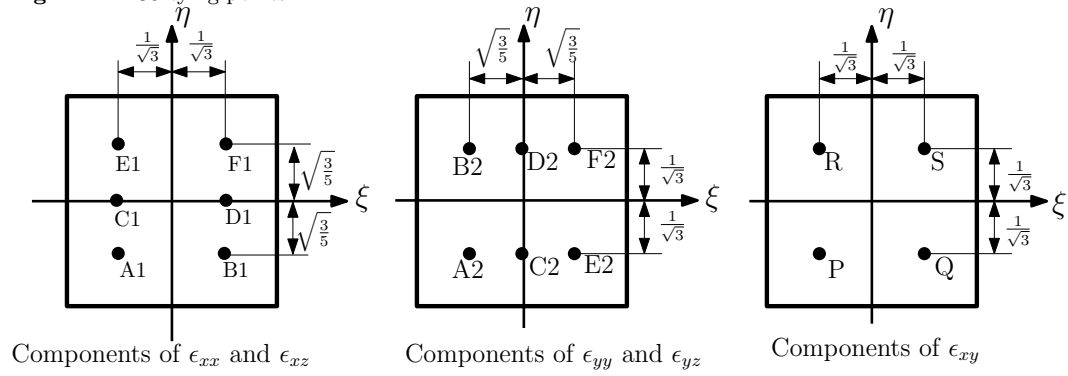 η η η
1/√3 1/√3 √(3/5) √(3/5) 1/√3 1/√3
E1 F1 √(3/5) B2 D2 F2 1/√3 R S 1/√3
C1 D1 ξ ξ ξ
A1 B1 √(3/5) A2 C2 E2 1/√3 P Q 1/√3
Components of ϵxx and ϵxz Components of ϵyy and ϵyz Components of ϵxy